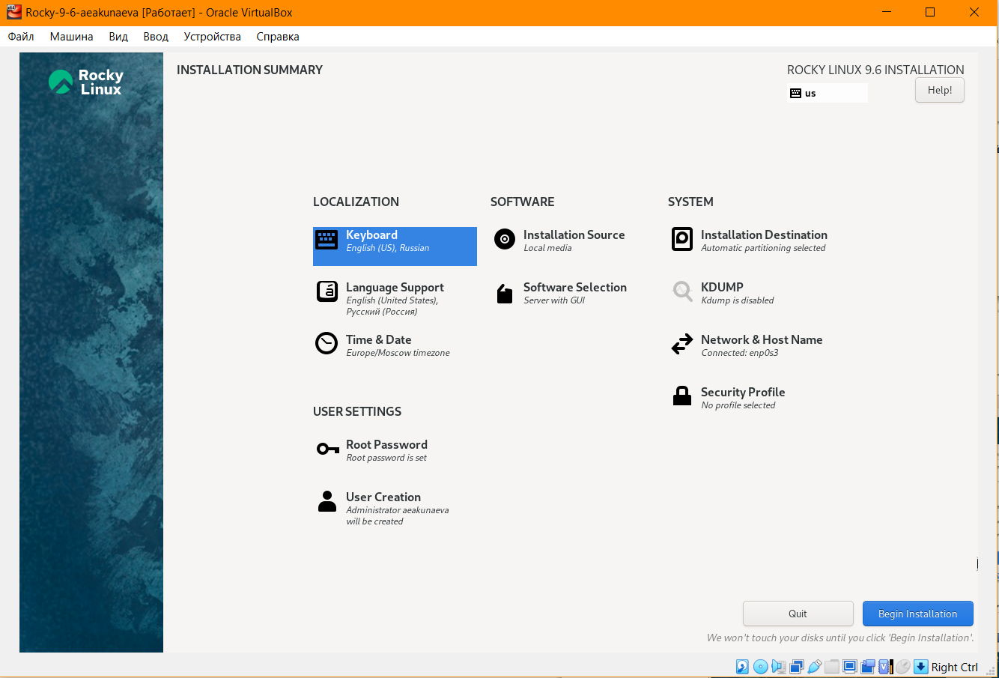 Rocky-9-6-aeakunaeva [Работает] - Oracle VirtualBox
Файл Машина Вид Ввод Устройства Справка
Rocky
Linux
INSTALLATION SUMMARY
ROCKY LINUX 9.6 INSTALLATION
us
Help!
LOCALIZATION
Keyboard
English (US), Russian
Language Support
English (United States),
Русский (Россия)
Time & Date
Europe/Moscow timezone
SOFTWARE
Installation Source
Local media
Software Selection
Server with GUI
SYSTEM
Installation Destination
Automatic partitioning selected
KDUMP
Kdump is disabled
Network & Host Name
Connected: enp0s3
Security Profile
No profile selected
USER SETTINGS
Root Password
Root password is set
User Creation
Administrator aeakunaeva
will be created
Quit
Begin Installation
We won't touch your disks until you click 'Begin Installation'.
Right Ctrl